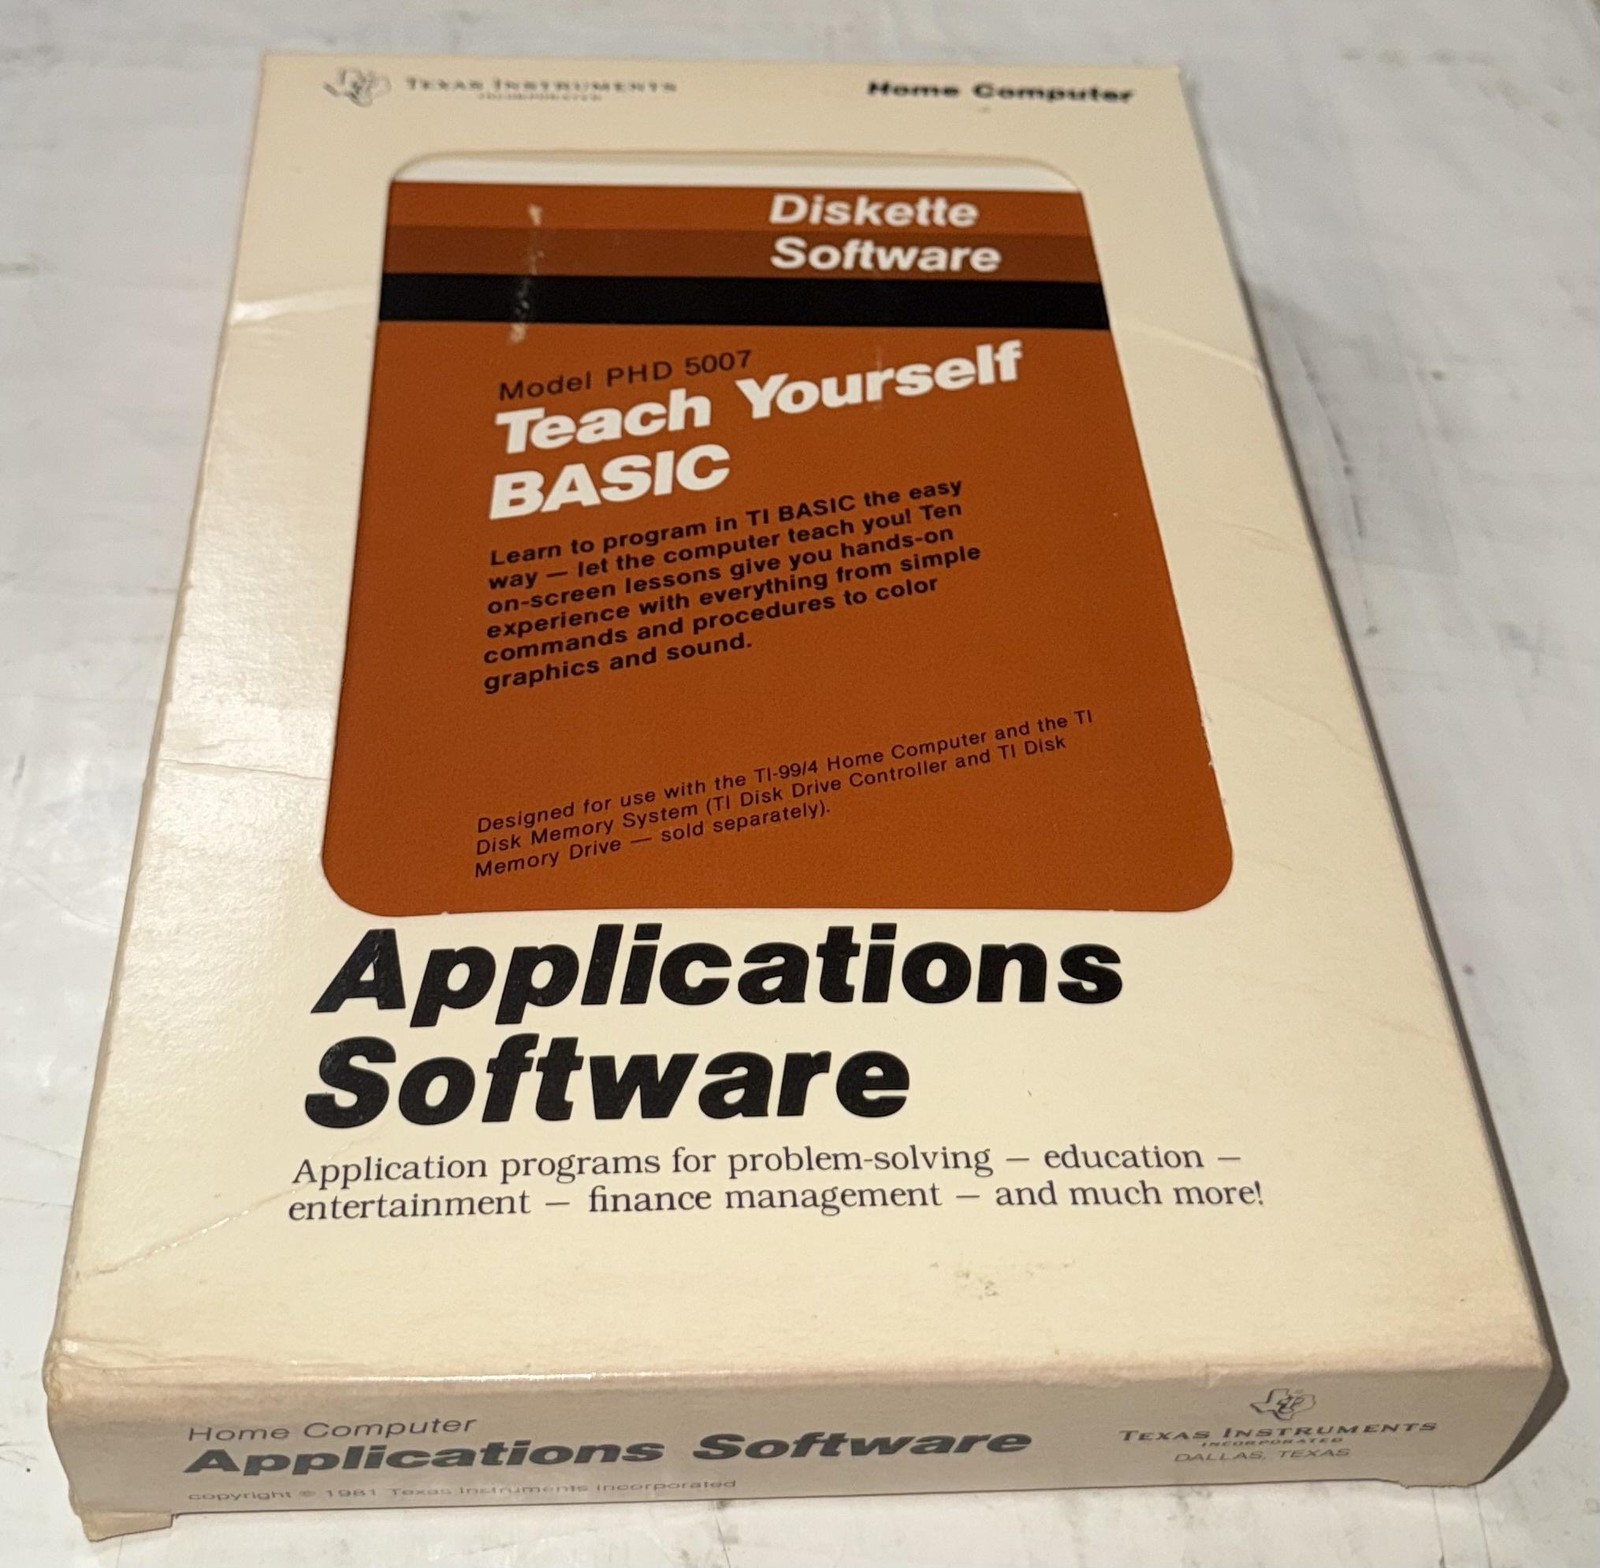 TEXAS INSTRUMENTS
INCORPORATED
Home Computer
Diskette
Software
Model PHD 5007
Teach Yourself
BASIC
Learn to program in TI BASIC the easy
way — let the computer teach you! Ten
on-screen lessons give you hands-on
experience with everything from simple
commands and procedures to color
graphics and sound.
Designed for use with the TI-99/4 Home Computer and the TI
Disk Memory System (TI Disk Drive Controller and TI Disk
Memory Drive — sold separately).
Applications
Software
Application programs for problem-solving — education —
entertainment — finance management — and much more!
Home Computer
Applications Software
copyright © 1981 Texas Instruments Incorporated
TEXAS INSTRUMENTS
INCORPORATED
DALLAS, TEXAS